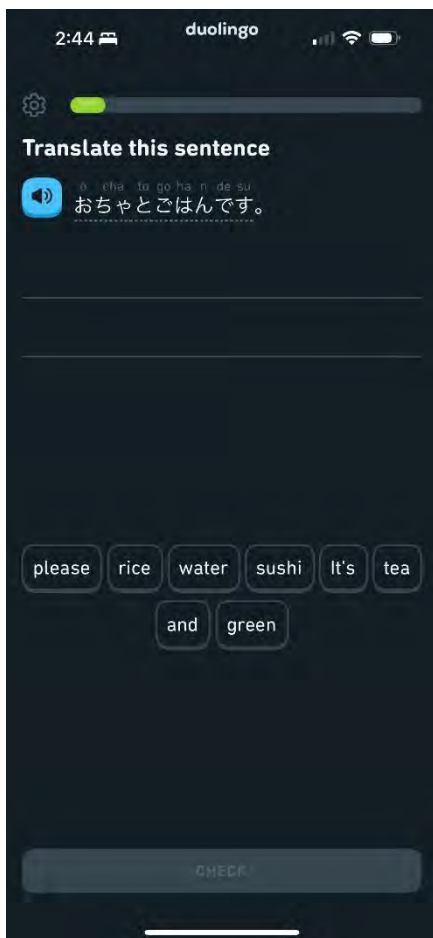 2:44
duolingo
Translate this sentence
o cha to go ha n de su
おちゃとごはんです。
please rice water sushi It's tea
and green
CHECK